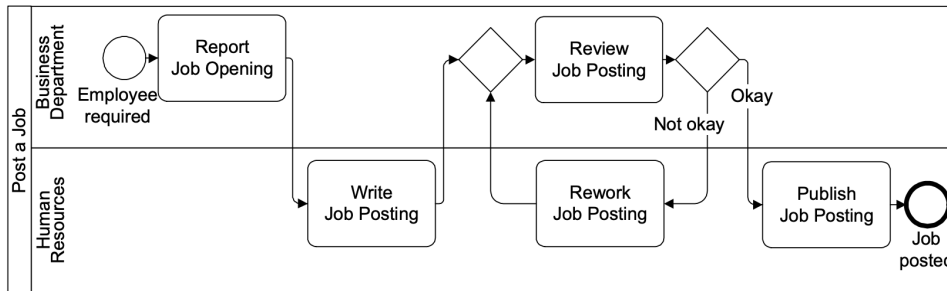 Post a Job
Business
Department
Employee
required
Report
Job Opening
Review
Job Posting
Okay
Not okay
Human
Resources
Write
Job Posting
Rework
Job Posting
Publish
Job Posting
Job
posted